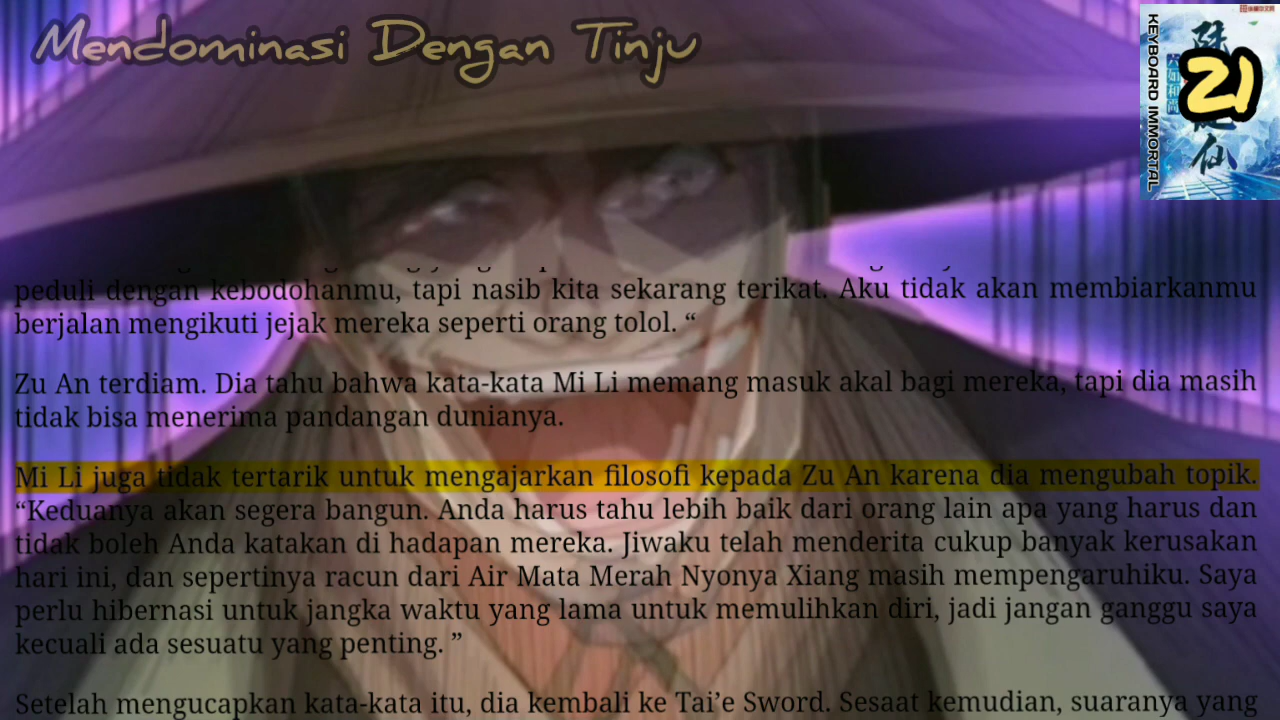 Mendominasi Dengan Tinju
KEYBOARD IMMORTAL
21
peduli dengan kebodohanmu, tapi nasib kita sekarang terikat. Aku tidak akan membiarkanmu
berjalan mengikuti jejak mereka seperti orang tolol. “
Zu An terdiam. Dia tahu bahwa kata-kata Mi Li memang masuk akal bagi mereka, tapi dia masih
tidak bisa menerima pandangan dunianya.
Mi Li juga tidak tertarik untuk mengajarkan filosofi kepada Zu An karena dia mengubah topik.
“Keduanya akan segera bangun. Anda harus tahu lebih baik dari orang lain apa yang harus dan
tidak boleh Anda katakan di hadapan mereka. Jiwaku telah menderita cukup banyak kerusakan
hari ini, dan sepertinya racun dari Air Mata Merah Nyonya Xiang masih mempengaruhiku. Saya
perlu hibernasi untuk jangka waktu yang lama untuk memulihkan diri, jadi jangan ganggu saya
kecuali ada sesuatu yang penting. ”
Setelah mengucapkan kata-kata itu, dia kembali ke Tai’e Sword. Sesaat kemudian, suaranya yang